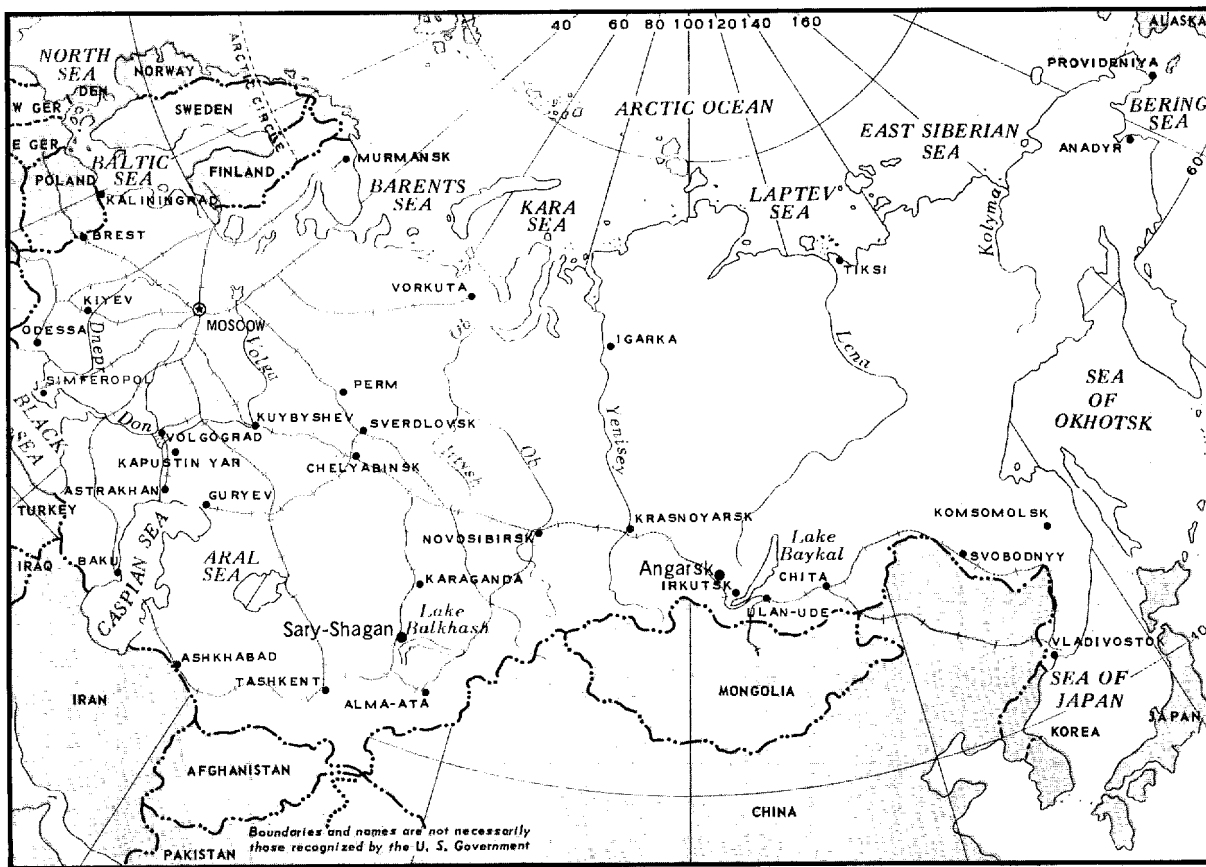 40 60 80 100 120 140 160
ALASKA
NORTH
SEA
DEN
NORWAY
ARCTIC CIRCLE
PROVIDENIYA
W GER
SWEDEN
ARCTIC OCEAN
BERING
SEA
E GER
EAST SIBERIAN
SEA
ANADYR
BALTIC
SEA
FINLAND
MURMANSK
60
POLAND
KALININGRAD
BARENTS
SEA
KARA
SEA
LAPTEV
SEA
Kolyma
BREST
TIKSI
VORKUTA
KIYEV
MOSCOW
Ob
ODESSA
Dnepr
Volga
IGARKA
Lena
SIMFEROPOL
PERM
SEA
OF
OKHOTSK
BLACK
SEA
Don
KUYBYSHEV
SVERDLOVSK
Yenisey
VOLGOGRAD
Irtysh
Ob
KAPUSTIN YAR
CHELYABINSK
ASTRAKHAN
GURYEV
TURKEY
KRASNOYARSK
KOMSOMOLSK
CASPIAN SEA
NOVOSIBIRSK
Lake
Baykal
SVOBODNYY
IRAQ
BAKU
ARAL
SEA
KARAGANDA
Angarsk
IRKUTSK
CHITA
ULAN-UDE
Lake
Balkhash
Sary-Shagan
VLADIVOSTOK
40
ASHKHABAD
TASHKENT
ALMA-ATA
IRAN
MONGOLIA
SEA OF
JAPAN
KOREA
JAPAN
AFGHANISTAN
CHINA
PAKISTAN
Boundaries and names are not necessarily
those recognized by the U. S. Government